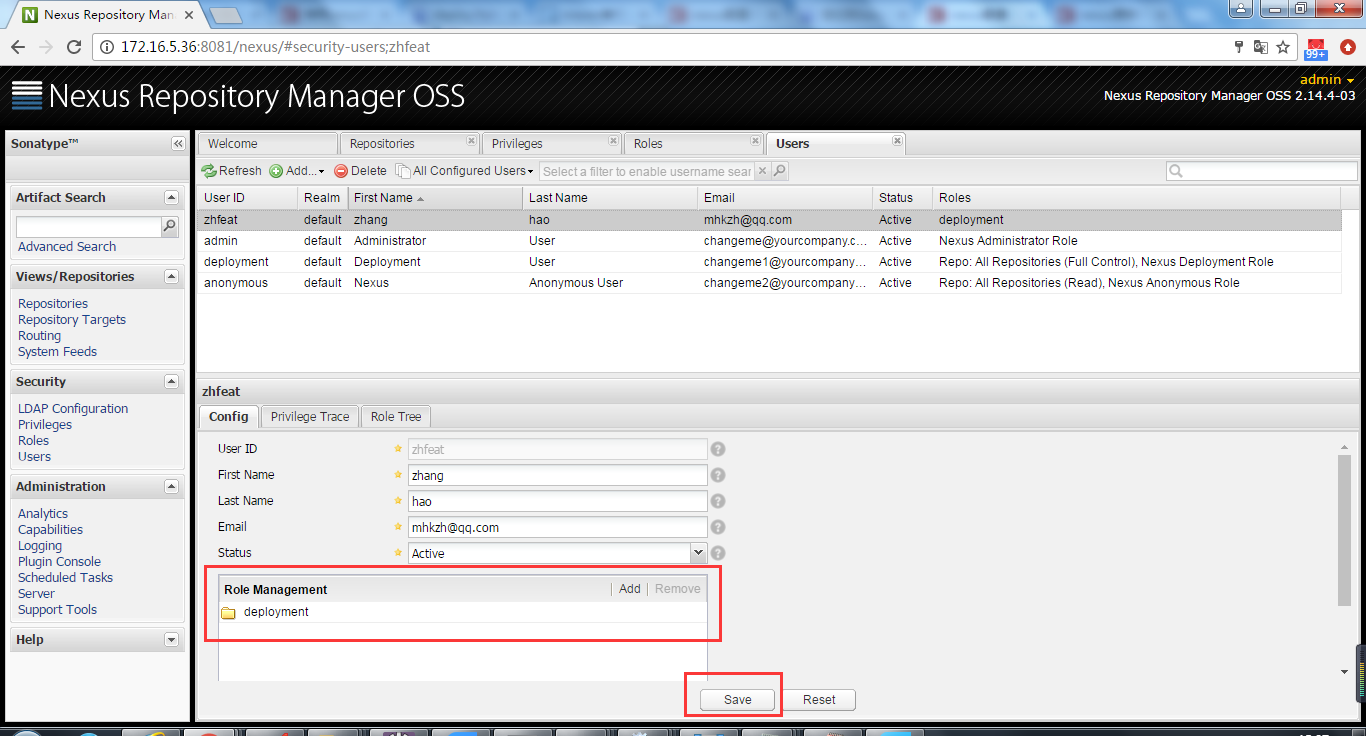 Nexus Repository Man
172.16.5.36:8081/nexus/#security-users;zhfeat
99+
Nexus Repository Manager OSS
admin
Nexus Repository Manager OSS 2.14.4-03
Sonatype™
Welcome
Repositories
Privileges
Roles
Users
Refresh
Add...
Delete
All Configured Users
Select a filter to enable username sear
Artifact Search
Advanced Search
Views/Repositories
Repositories
Repository Targets
Routing
System Feeds
Security
LDAP Configuration
Privileges
Roles
Users
Administration
Analytics
Capabilities
Logging
Plugin Console
Scheduled Tasks
Server
Support Tools
Help
User ID Realm First Name Last Name Email Status Roles
zhfeat default zhang hao mhkzh@qq.com Active deployment
admin default Administrator User changeme@yourcompany.c... Active Nexus Administrator Role
deployment default Deployment User changeme1@yourcompany... Active Repo: All Repositories (Full Control), Nexus Deployment Role
anonymous default Nexus Anonymous User changeme2@yourcompany... Active Repo: All Repositories (Read), Nexus Anonymous Role
zhfeat
Config Privilege Trace Role Tree
User ID zhfeat
First Name zhang
Last Name hao
Email mhkzh@qq.com
Status Active
Role Management Add Remove
deployment
Save Reset